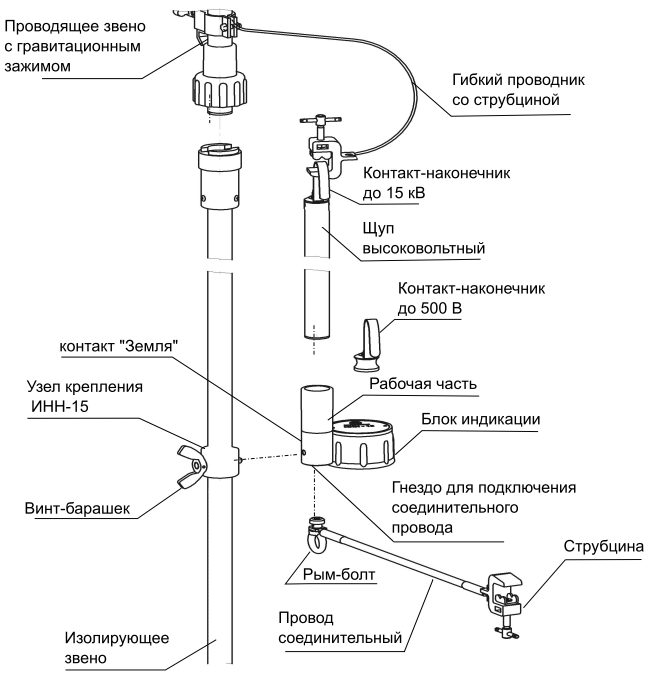 Проводящее звено
с гравитационным
зажимом
Гибкий проводник
со струбциной
Контакт-наконечник
до 15 кВ
Щуп
высоковольтный
Контакт-наконечник
до 500 В
контакт "Земля"
Узел крепления
ИНН-15
Рабочая часть
Блок индикации
Винт-барашек
Гнездо для подключения
соединительного
провода
Струбцина
Рым-болт
Провод
соединительный
Изолирующее
звено